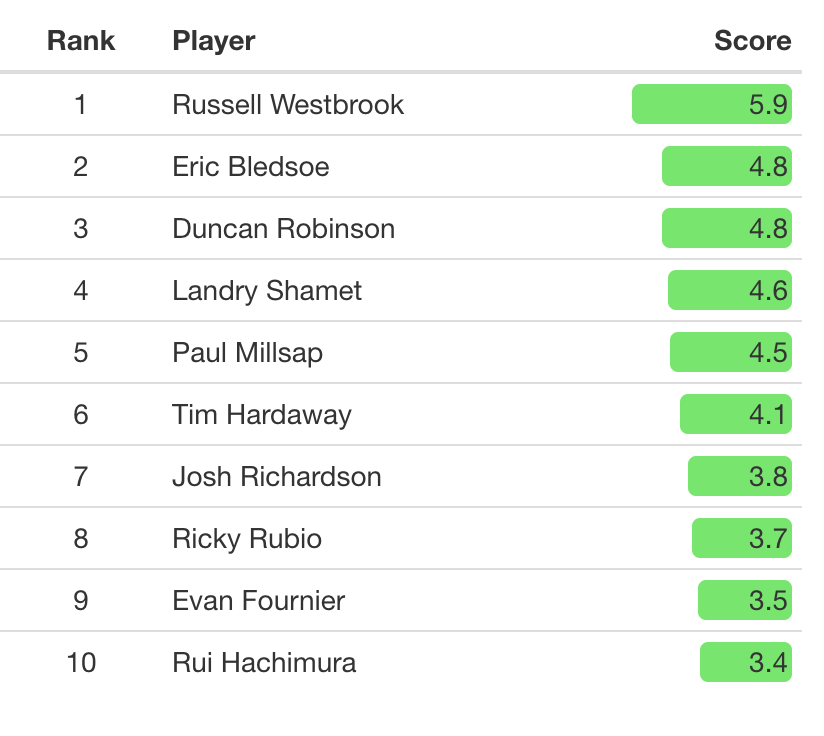 Rank Player Score
1 Russell Westbrook 5.9
2 Eric Bledsoe 4.8
3 Duncan Robinson 4.8
4 Landry Shamet 4.6
5 Paul Millsap 4.5
6 Tim Hardaway 4.1
7 Josh Richardson 3.8
8 Ricky Rubio 3.7
9 Evan Fournier 3.5
10 Rui Hachimura 3.4